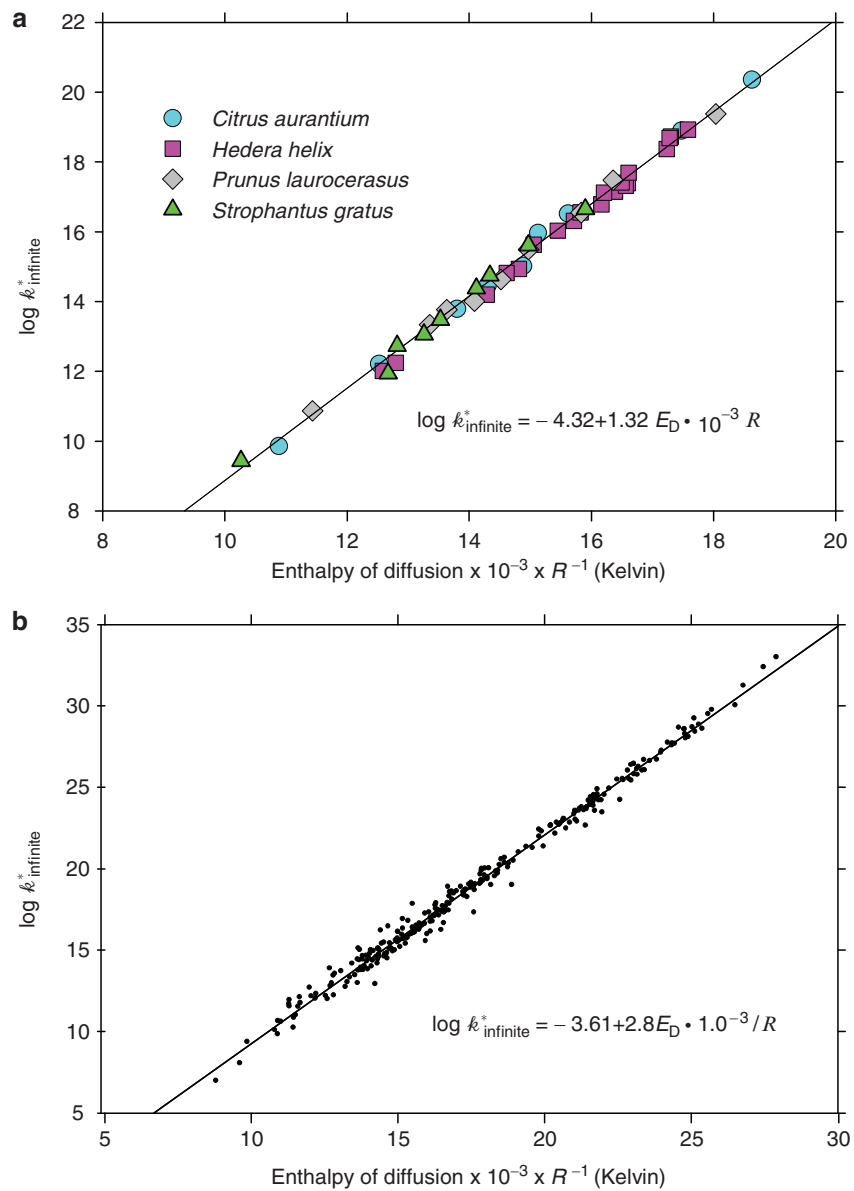 a
22
20
18
16
14
12
10
8
log k*infinite
Citrus aurantium
Hedera helix
Prunus laurocerasus
Strophantus gratus
log k*infinite = – 4.32+1.32 ED • 10–3 R
8 10 12 14 16 18 20
Enthalpy of diffusion x 10–3 x R –1 (Kelvin)
b
35
30
25
20
15
10
5
log k*infinite
log k*infinite = – 3.61+2.8ED • 1.0–3 / R
5 10 15 20 25 30
Enthalpy of diffusion x 10–3 x R –1 (Kelvin)